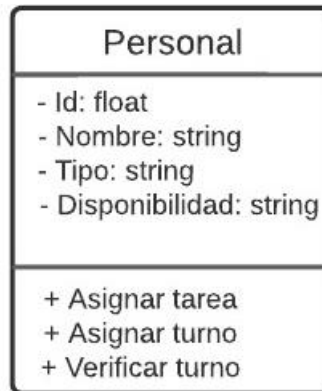 Personal
- Id: float
- Nombre: string
- Tipo: string
- Disponibilidad: string
+ Asignar tarea
+ Asignar turno
+ Verificar turno